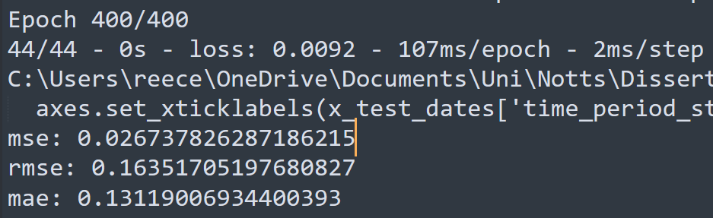 Epoch 400/400
44/44 - 0s - loss: 0.0092 - 107ms/epoch - 2ms/step
C:\Users\reece\OneDrive\Documents\Uni\Notts\Dissert
axes.set_xticklabels(x_test_dates['time_period_st
mse: 0.026737826287186215
rmse: 0.16351705197680827
mae: 0.13119006934400393